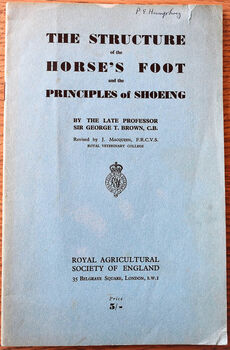 THE STRUCTURE
of the
HORSE'S FOOT
and the
PRINCIPLES of SHOEING
BY THE LATE PROFESSOR
SIR GEORGE T. BROWN, C.B.
Revised by J. MACQUEEN, F.R.C.V.S.
ROYAL VETERINARY COLLEGE
ROYAL AGRICULTURAL
SOCIETY OF ENGLAND
35 BELGRAVE SQUARE, LONDON, S.W.1
Price
5/-